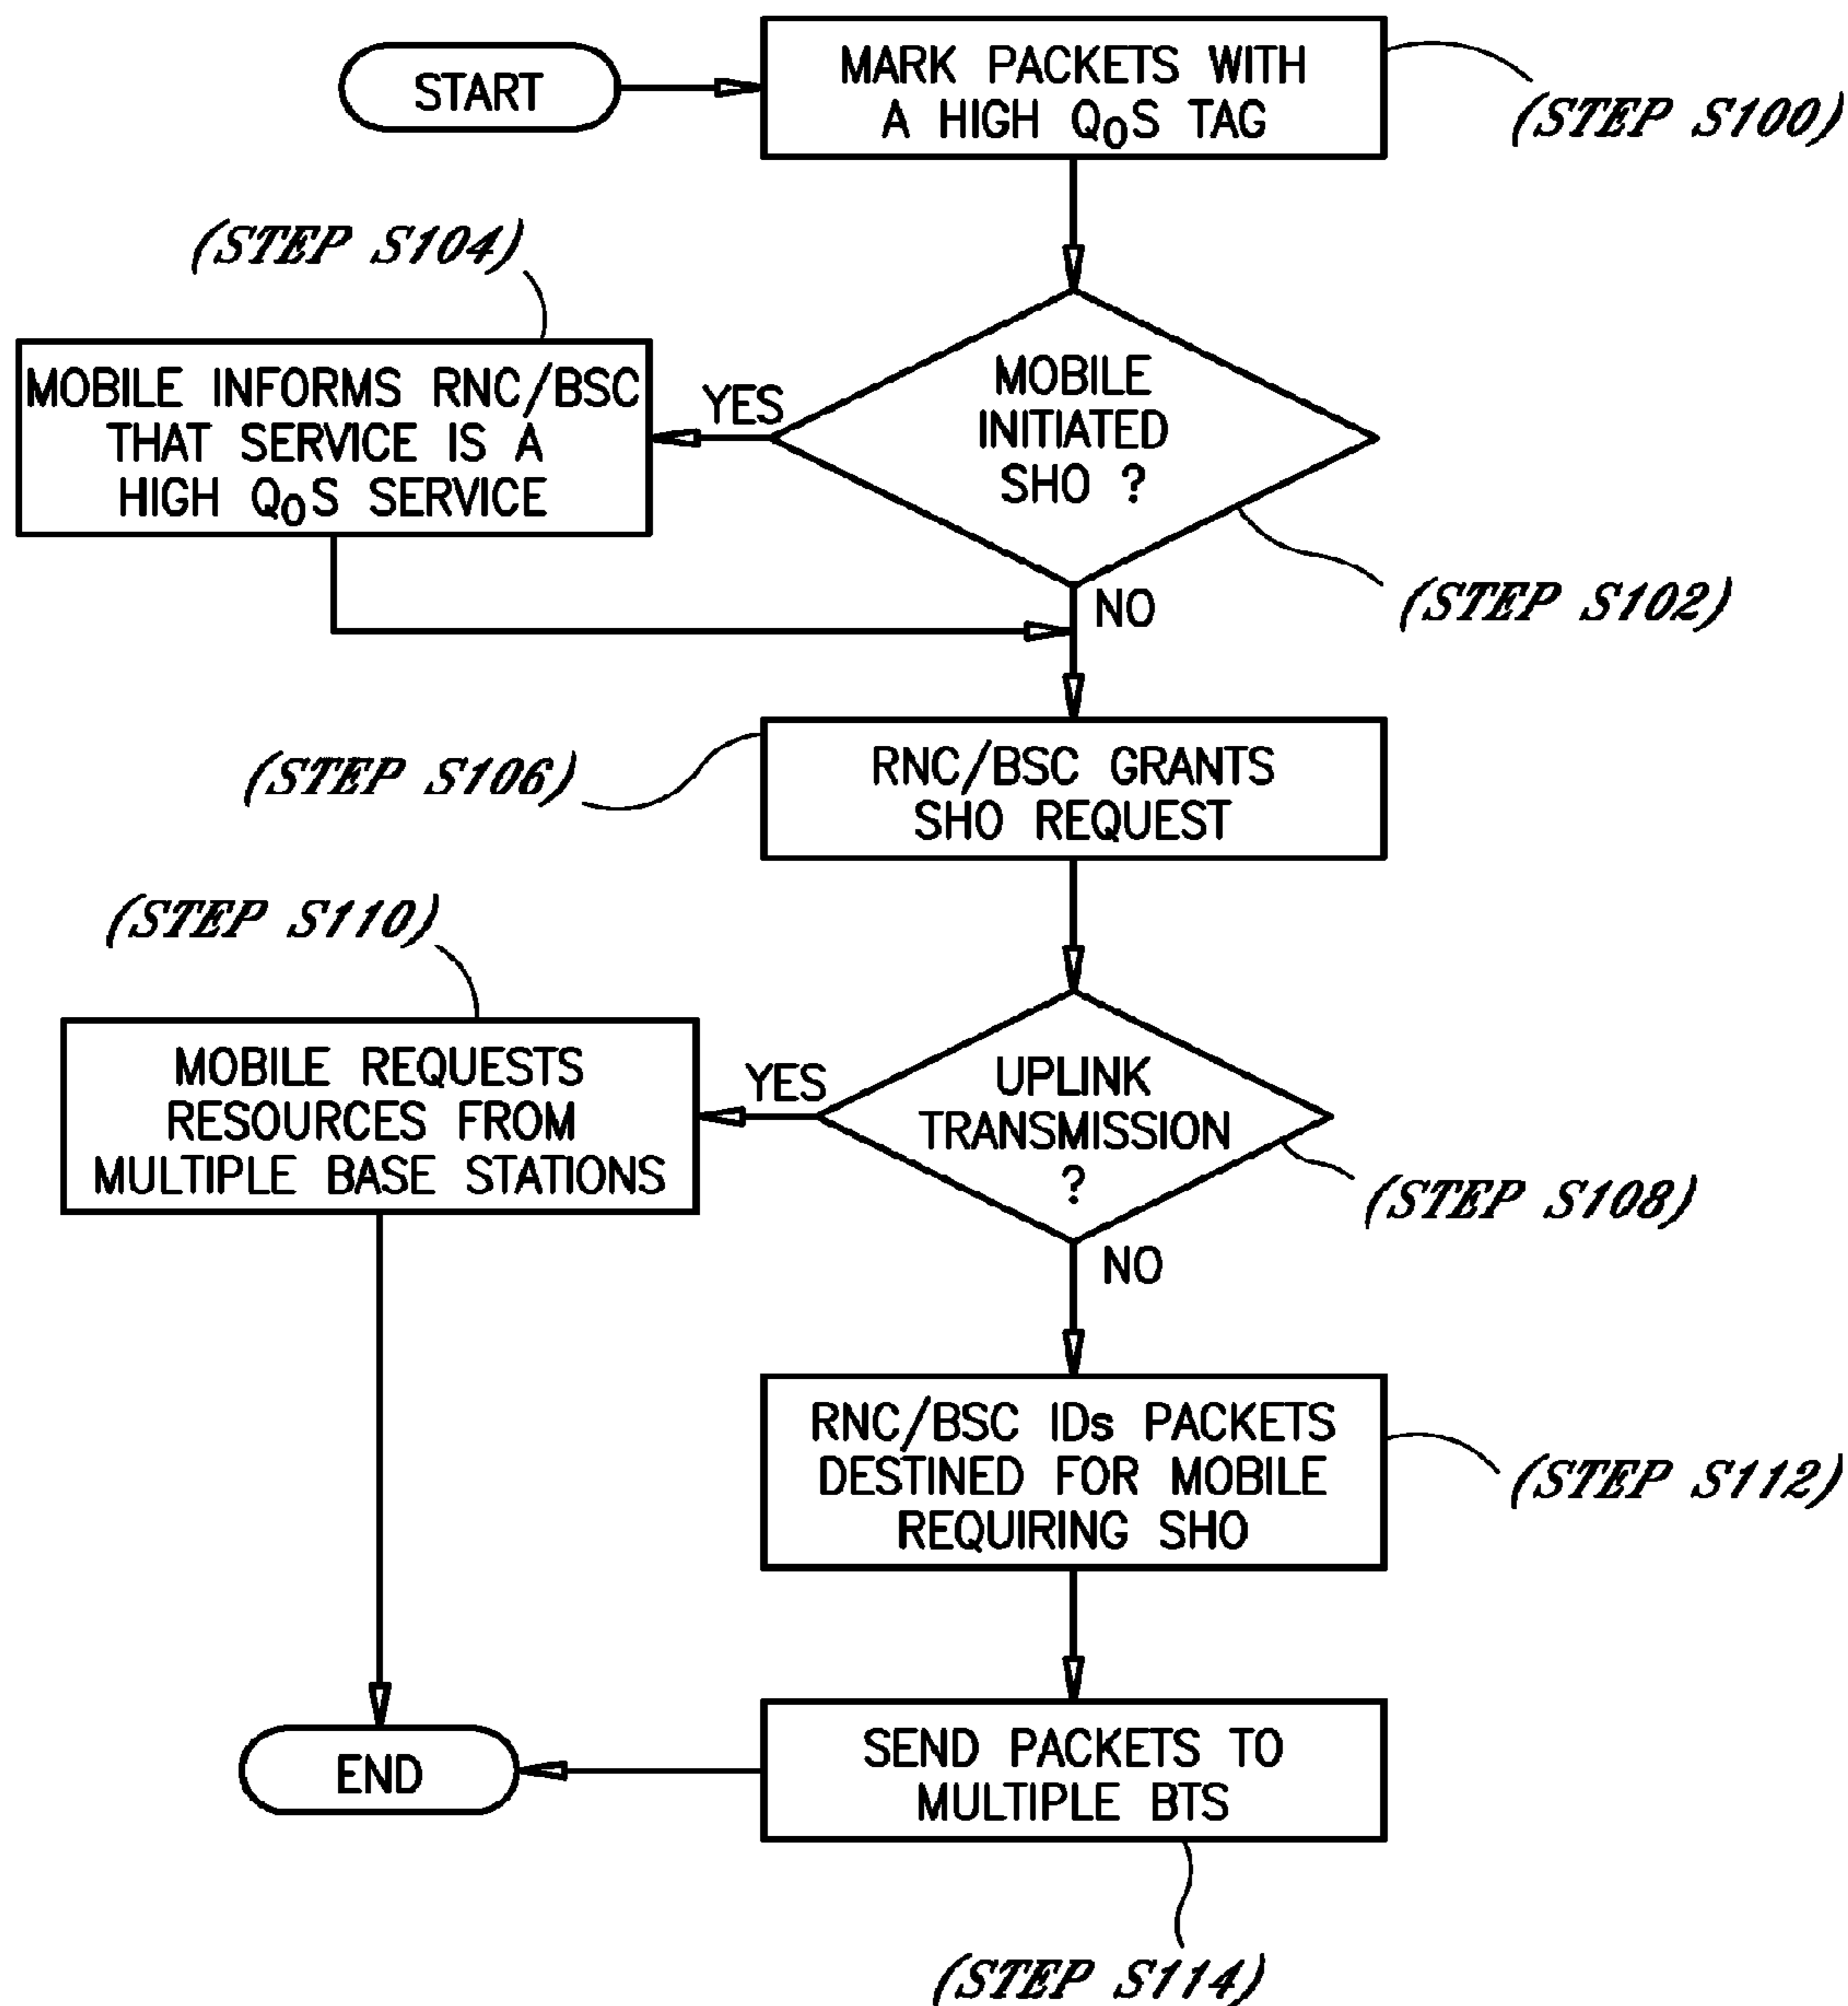 START
MARK PACKETS WITH
A HIGH QoS TAG
(STEP S100)
(STEP S104)
MOBILE INFORMS RNC/BSC
THAT SERVICE IS A
HIGH QoS SERVICE
YES
MOBILE
INITIATED
SHO ?
(STEP S102)
NO
(STEP S106)
RNC/BSC GRANTS
SHO REQUEST
(STEP S110)
MOBILE REQUESTS
RESOURCES FROM
MULTIPLE BASE STATIONS
YES
UPLINK
TRANSMISSION
?
(STEP S108)
NO
RNC/BSC IDs PACKETS
DESTINED FOR MOBILE
REQUIRING SHO
(STEP S112)
SEND PACKETS TO
MULTIPLE BTS
END
(STEP S114)